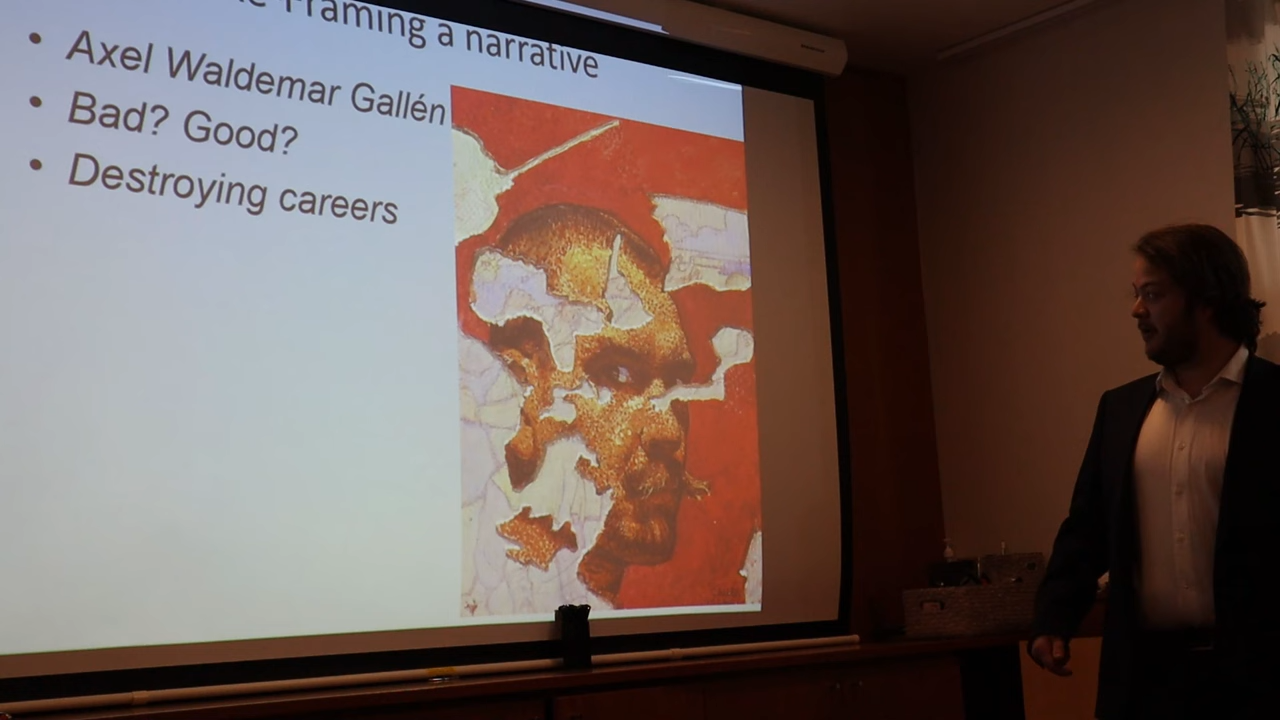 Framing a narrative
• Axel Waldemar Gallén
• Bad? Good?
• Destroying careers